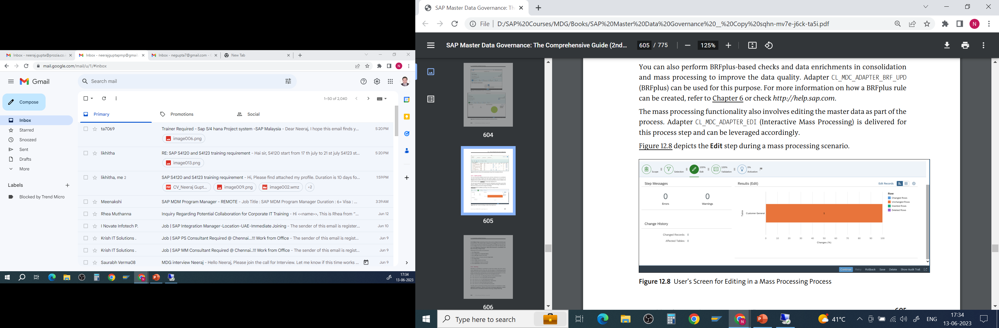 Inbox - neeraj.gupta@prozia.co.i
Inbox - neerajguptapmp@gmail.
Inbox - negupta7@gmail.com - G
New Tab
mail.google.com/mail/u/1/#inbox
N
Gmail
Search mail
Compose
Inbox
Starred
Snoozed
Sent
Drafts
More
Labels
Blocked by Trend Micro
1–50 of 2,040
Primary
Promotions
Social
ta7069 Trainer Required - Sap S/4 hana Project system -SAP Malaysia - Dear Neeraj, I hope this email finds y... 5:20 PM
image006.png
likhitha RE: SAP S4120 and S4123 training requirement - Hai sir, S4120 start from 17 th july to 21 st july S4123 st... 5:20 PM
image013.png
likhitha, me 2 SAP S4120 and S4123 training requirement - Hi, Please find attached my profile. Duration is 10 days fo... 1:59 PM
PDF CV_Neeraj Gupt... image009.png image002.wmz +2
Meenakshi SAP MDM Program Manager - REMOTE - Job Title : SAP MDM Program Manager Duration : 6+ Visa : ... 3:39 AM
Rhea Muthanna Inquiry Regarding Potential Collaboration for Corporate IT Training - Hi <<name>>, This is Rhea from “... Jun 12
I Novate Infotech P. Job | SAP Integration Manager-Location-UAE-Immediate Joining - The sender of this email is register... Jun 10
Krish IT Solutions . Job | SAP PS Consultant Required @ Chennai...!!! Work from Office - The sender of this email is regist... Jun 9
Krish IT Solutions . Job | SAP MM Consultant Required @ Chennai..!!! Work from Office - The sender of this email is regist... Jun 9
Saurabh Verma08 MDG interview Neeraj - Hello Neeraj, Please join the call for Interview. Let me know if this time works ... Jun 9
17:34
13-06-2023
SAP Master Data Governance: Th
File D:/SAP%20Courses/MDG/Books/SAP%20Master%20Data%20Governance%20__%20Copy%20sqhn-mv7e-j6ck-ta5i.pdf
N
SAP Master Data Governance: The Comprehensive Guide (2nd... 605 / 775 125%
604
605
606
You can also perform BRFplus-based checks and data enrichments in consolidation
and mass processing to improve the data quality. Adapter CL_MDC_ADAPTER_BRF_UPD
(BRFplus) can be used for this purpose. For more information on how a BRFplus rule
can be created, refer to Chapter 6 or check http://help.sap.com.
The mass processing functionality also involves editing the master data as part of the
process. Adapter CL_MDC_ADAPTER_EDI (Interactive Mass Processing) is delivered for
this process step and can be leveraged accordingly.
Figure 12.8 depicts the Edit step during a mass processing scenario.
Scope
Selection
100%
Edit
100%
Validation
0%
Activation
Step Messages
0
Errors
0
Warnings
Change History
Changed Records: 0
Affected Tables: 0
Results (Edit)
Edit Records
Table
Customer General
1
0 10 20 30 40 50 60 70 80 90 100
Changes (%)
Row
Changed Rows
Unchanged Rows
Inserted Rows
Deleted Rows
Continue Retry Rollback Save Delete Show Audit Trail
Figure 12.8 User’s Screen for Editing in a Mass Processing Process
605
Type here to search
41°C
ENG
17:34
13-06-2023